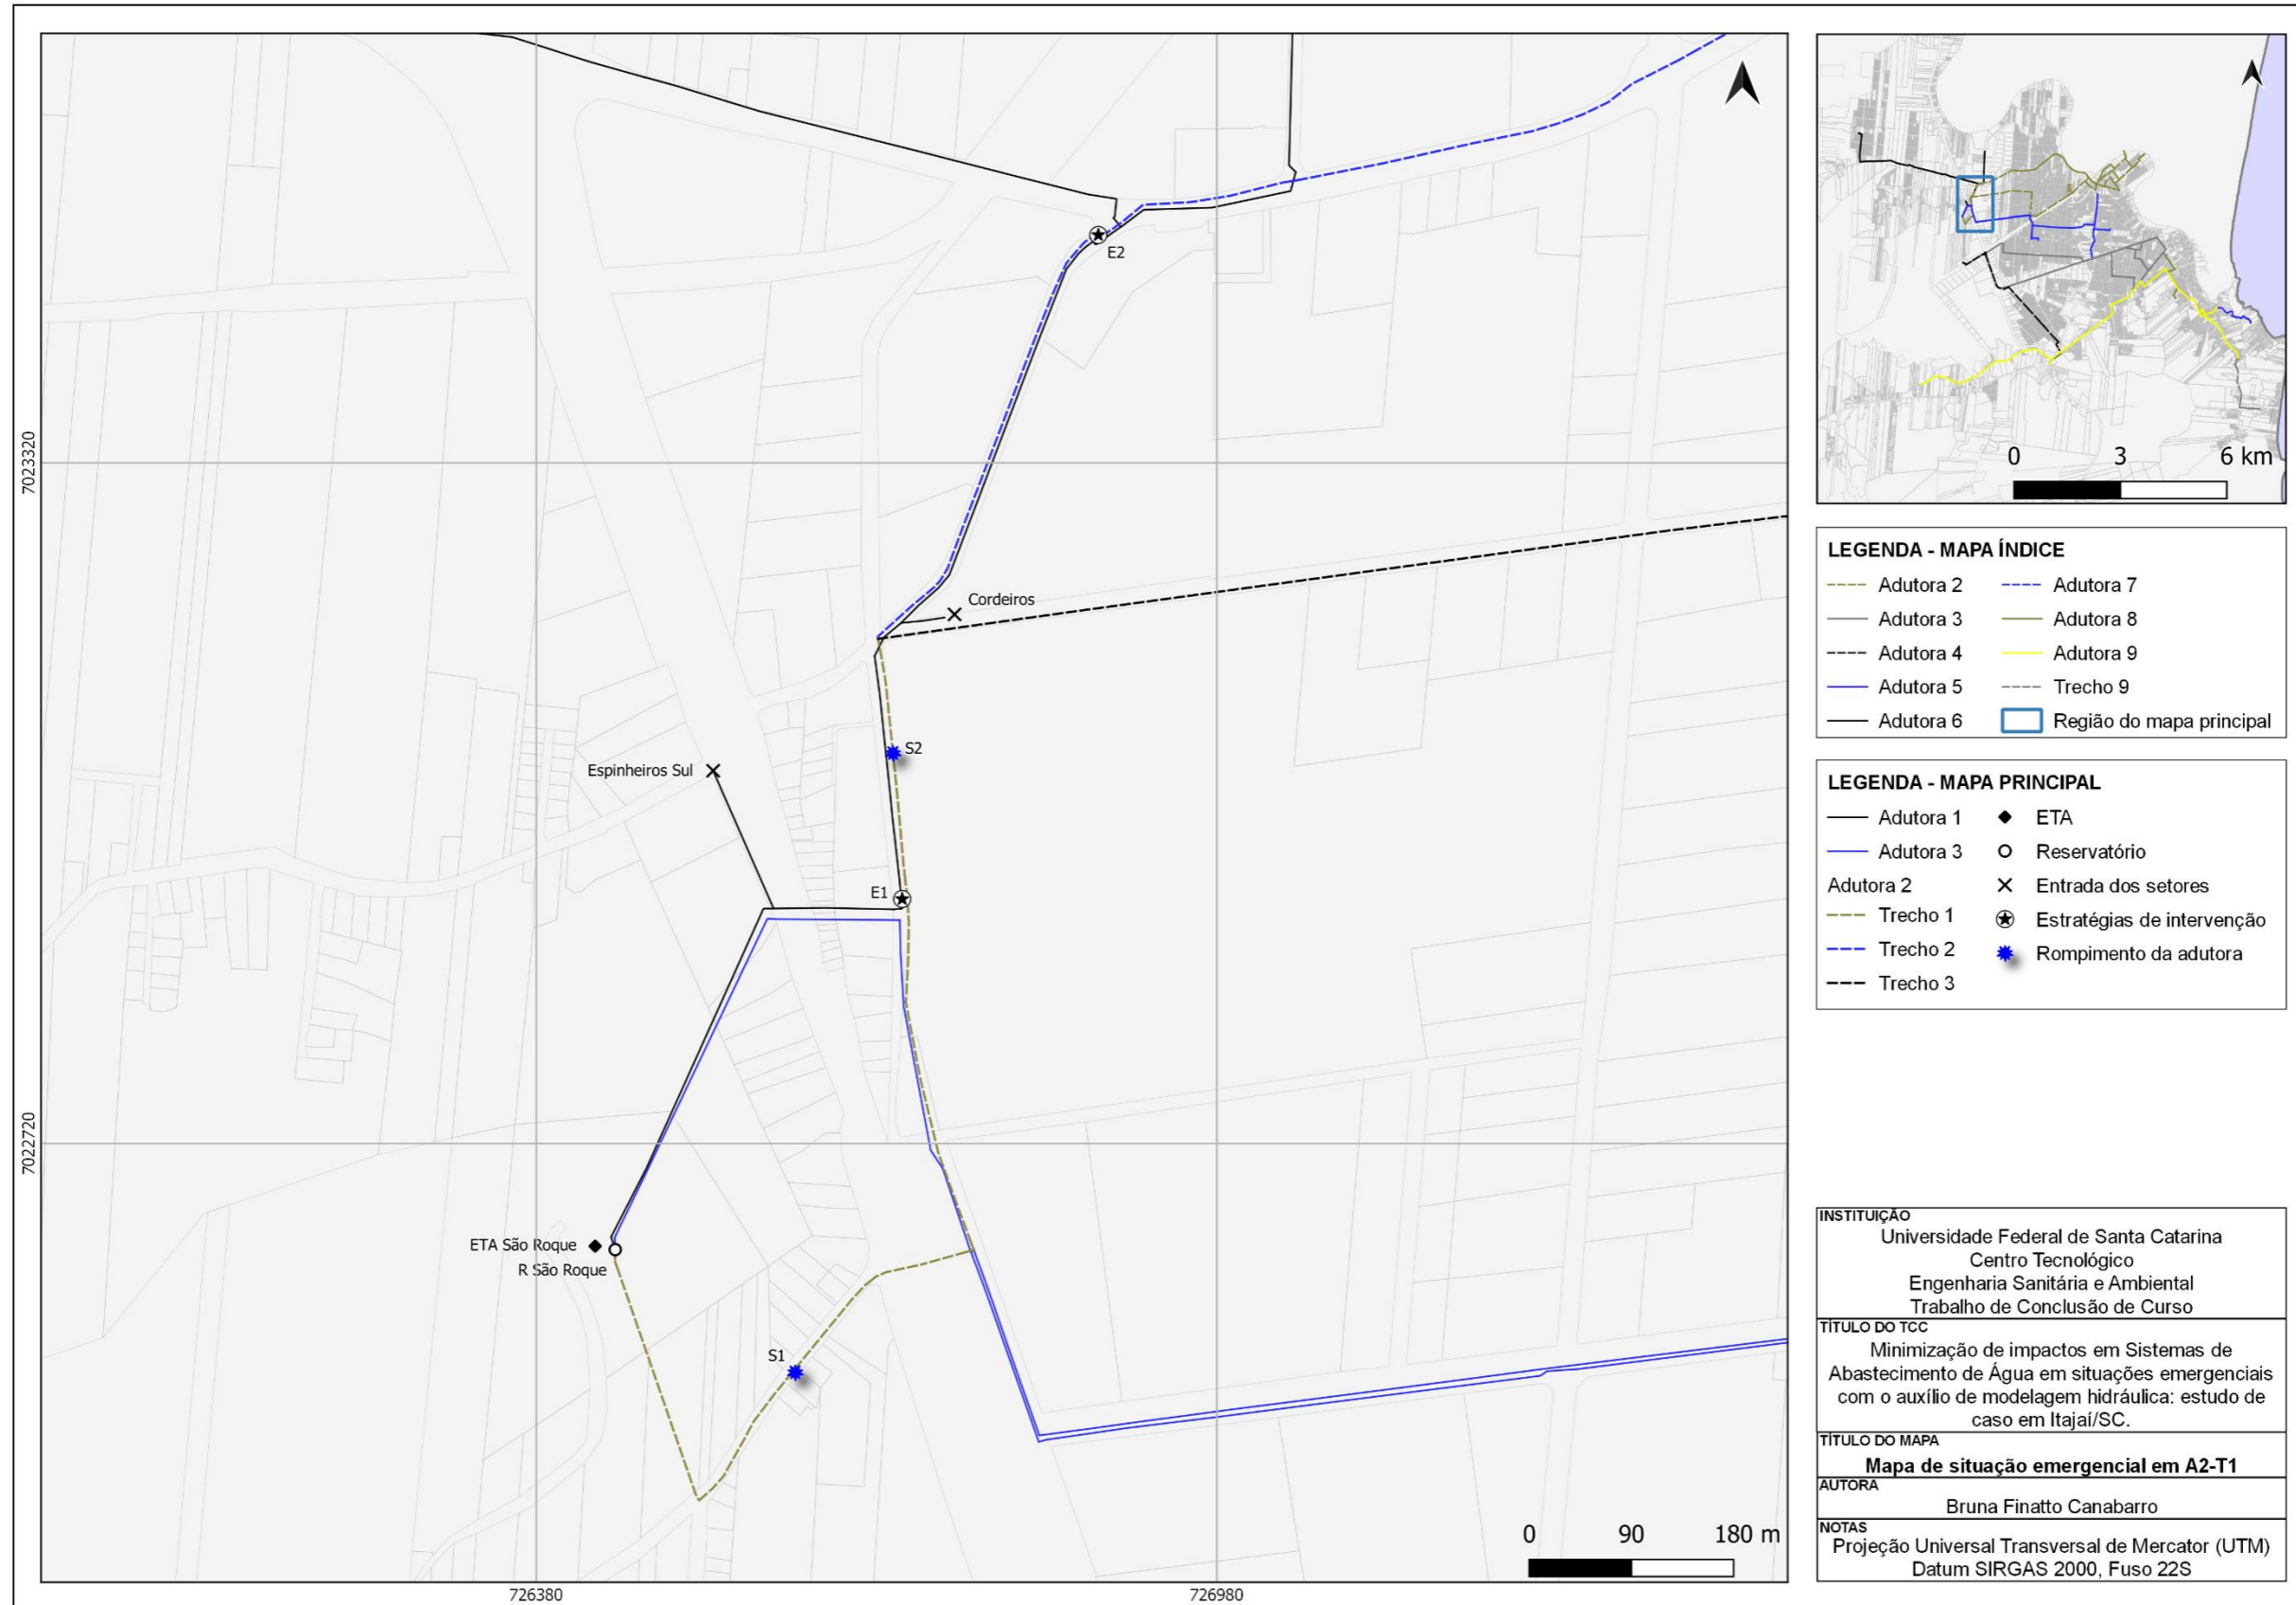 E2
Cordeiros
S2
Espinheiros Sul
E1
ETA São Roque
R São Roque
S1
7023320
7022720
726380
726980
0 90 180 m
0 3 6 km
LEGENDA - MAPA ÍNDICE
Adutora 2
Adutora 3
Adutora 4
Adutora 5
Adutora 6
Adutora 7
Adutora 8
Adutora 9
Trecho 9
Região do mapa principal
LEGENDA - MAPA PRINCIPAL
Adutora 1
Adutora 3
Adutora 2
Trecho 1
Trecho 2
Trecho 3
ETA
Reservatório
Entrada dos setores
Estratégias de intervenção
Rompimento da adutora
INSTITUIÇÃO
Universidade Federal de Santa Catarina
Centro Tecnológico
Engenharia Sanitária e Ambiental
Trabalho de Conclusão de Curso
TÍTULO DO TCC
Minimização de impactos em Sistemas de
Abastecimento de Água em situações emergenciais
com o auxílio de modelagem hidráulica: estudo de
caso em Itajaí/SC.
TÍTULO DO MAPA
Mapa de situação emergencial em A2-T1
AUTORA
Bruna Finatto Canabarro
NOTAS
Projeção Universal Transversal de Mercator (UTM)
Datum SIRGAS 2000, Fuso 22S